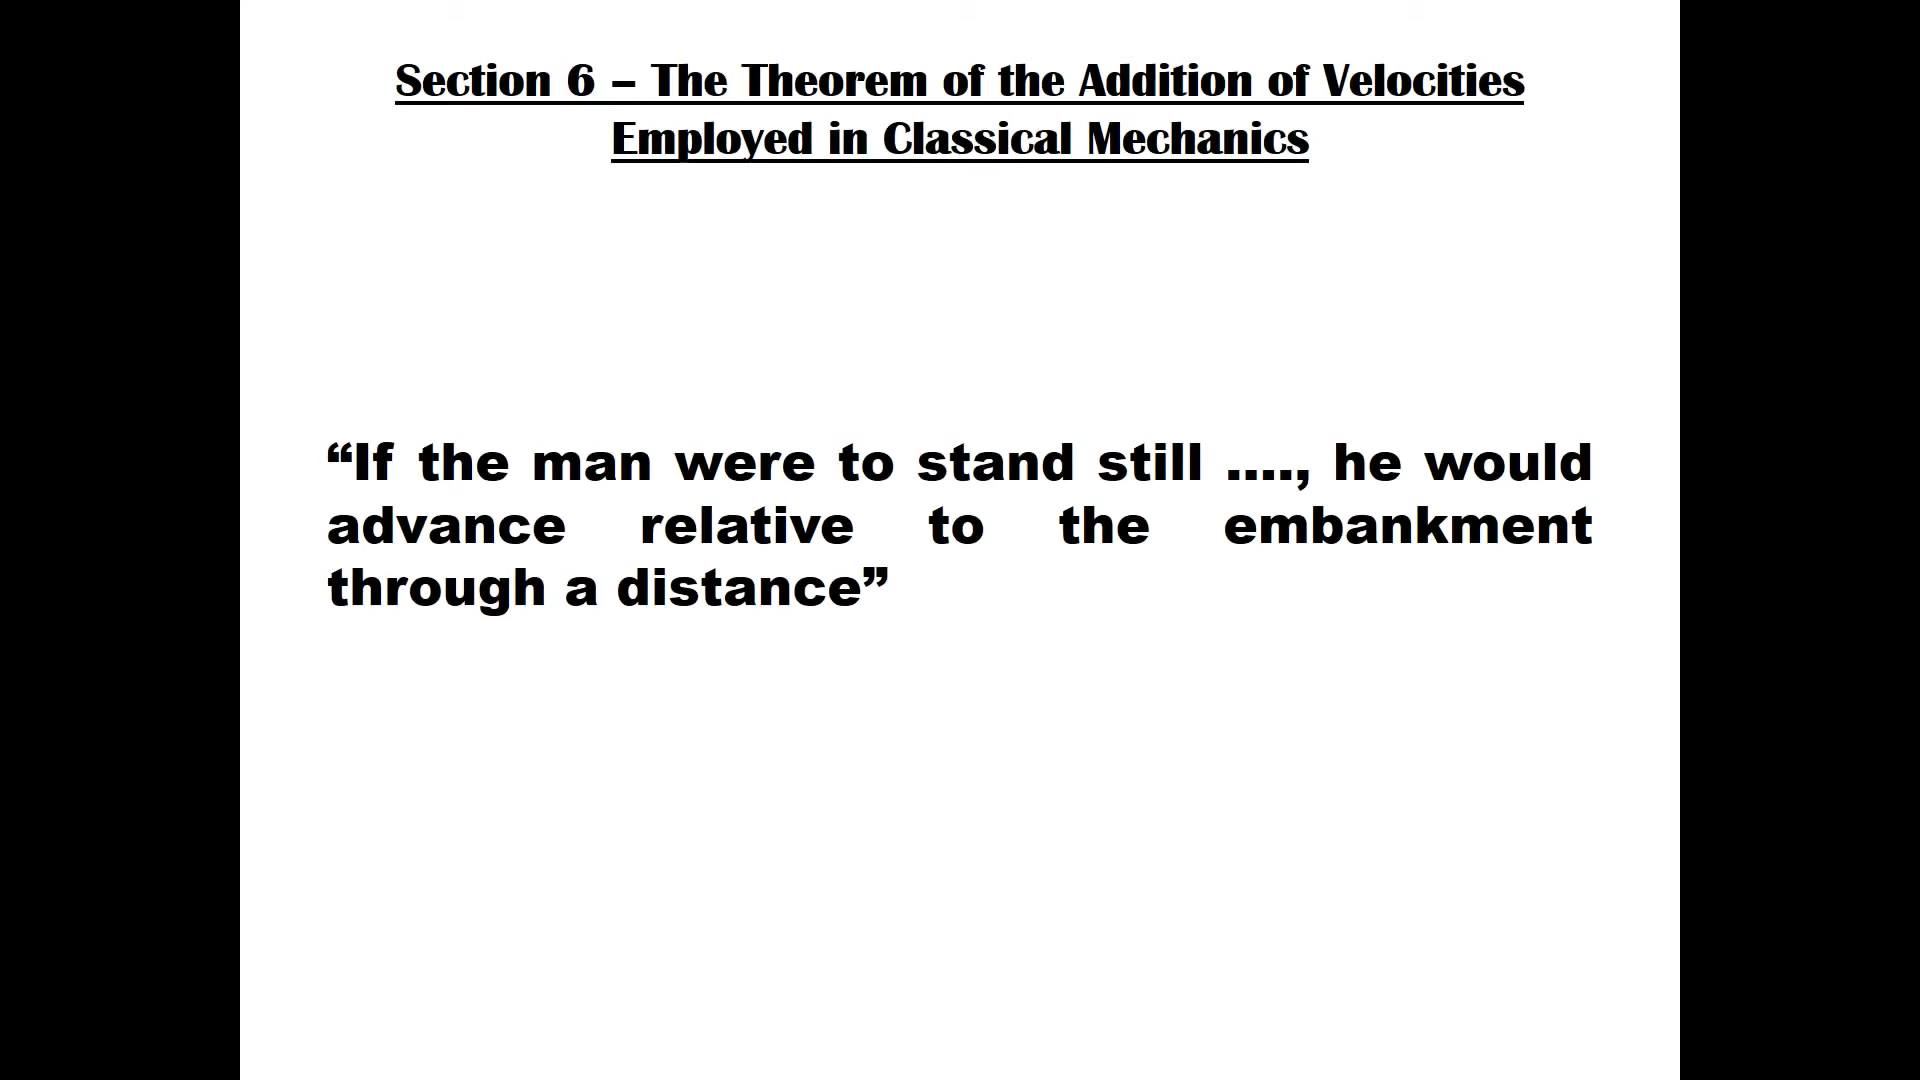 Section 6 – The Theorem of the Addition of Velocities
Employed in Classical Mechanics
“If the man were to stand still ...., he would
advance relative to the embankment
through a distance”